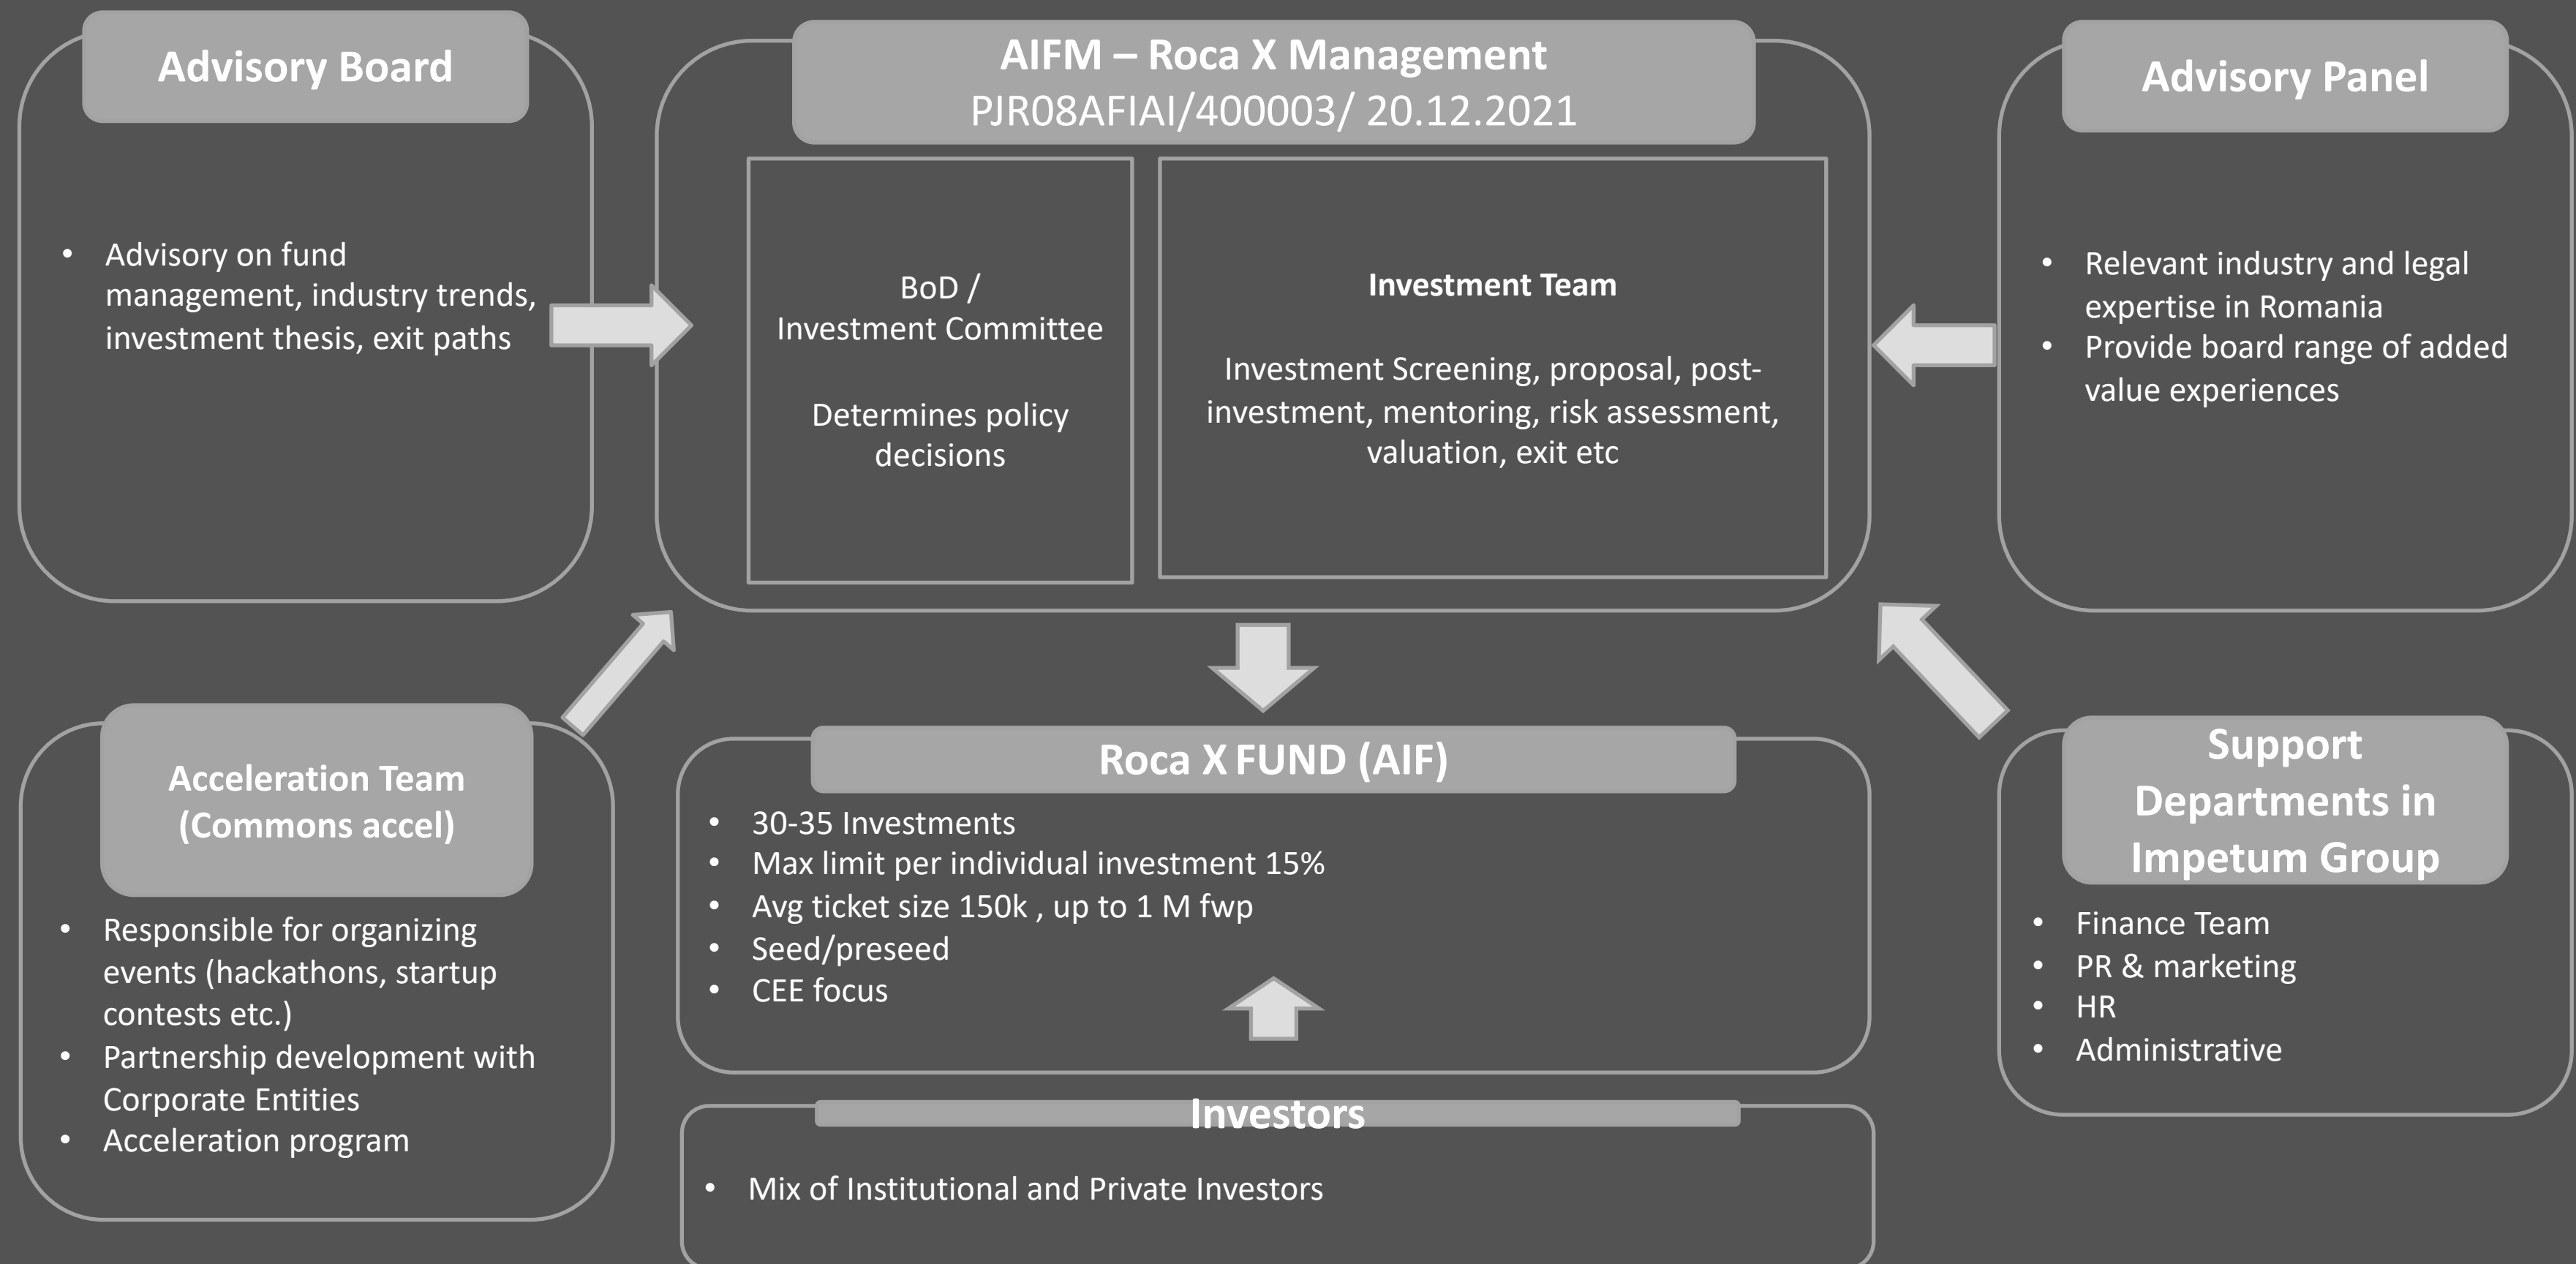 Advisory Board
• Advisory on fund
management, industry trends,
investment thesis, exit paths
AIFM – Roca X Management
PJR08AFIAI/400003/ 20.12.2021
BoD /
Investment Committee
Determines policy
decisions
Investment Team
Investment Screening, proposal, post-
investment, mentoring, risk assessment,
valuation, exit etc
Advisory Panel
• Relevant industry and legal
expertise in Romania
• Provide board range of added
value experiences
Acceleration Team
(Commons accel)
• Responsible for organizing
events (hackathons, startup
contests etc.)
• Partnership development with
Corporate Entities
• Acceleration program
Roca X FUND (AIF)
• 30-35 Investments
• Max limit per individual investment 15%
• Avg ticket size 150k , up to 1 M fwp
• Seed/preseed
• CEE focus
Investors
• Mix of Institutional and Private Investors
Support
Departments in
Impetum Group
• Finance Team
• PR & marketing
• HR
• Administrative